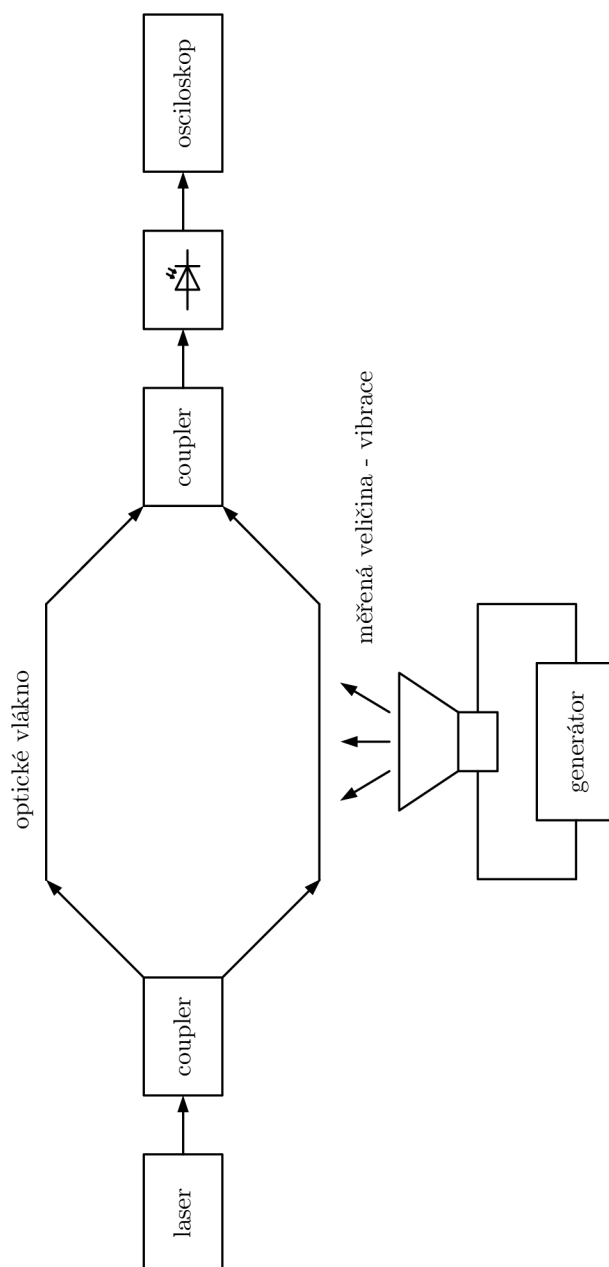 optické vlákno
laser
coupler
coupler
osciloskop
měřená veličina - vibrace
generátor